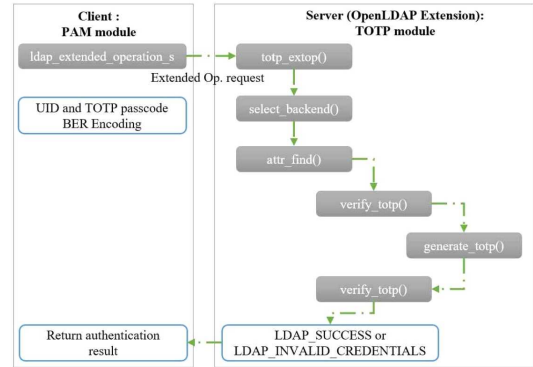 Client :
PAM module
Server (OpenLDAP Extension):
TOTP module
ldap_extended_operation_s
totp_extop()
Extended Op. request
UID and TOTP passcode
BER Encoding
select_backend()
attr_find()
verify_totp()
generate_totp()
verify_totp()
Return authentication
result
LDAP_SUCCESS or
LDAP_INVALID_CREDENTIALS